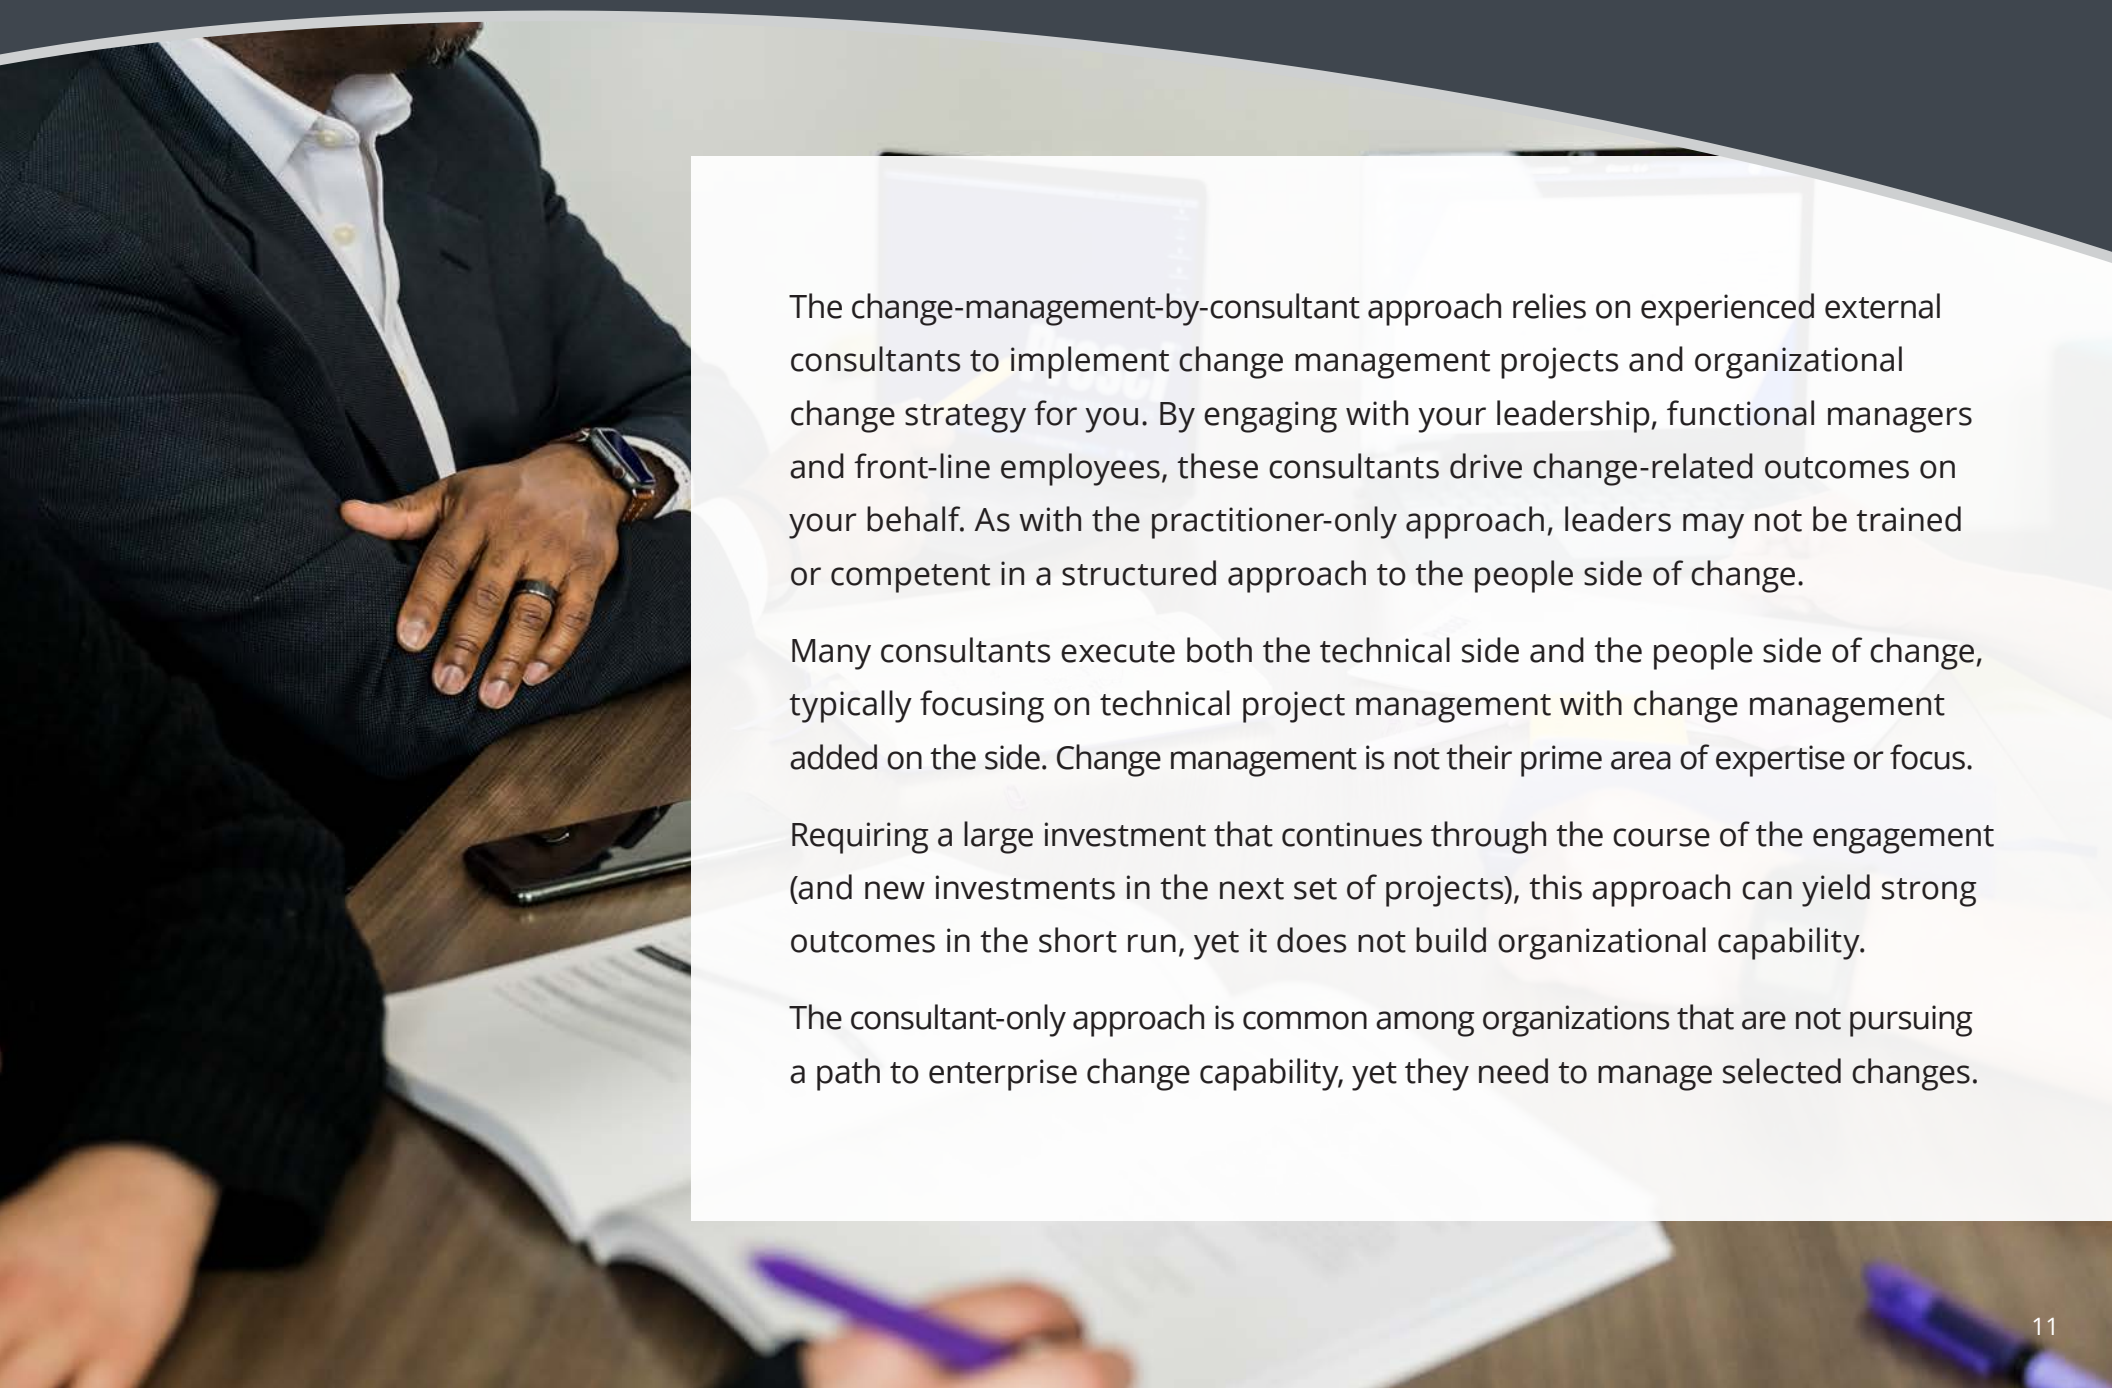 The change-management-by-consultant approach relies on experienced external
consultants to implement change management projects and organizational
change strategy for you. By engaging with your leadership, functional managers
and front-line employees, these consultants drive change-related outcomes on
your behalf. As with the practitioner-only approach, leaders may not be trained
or competent in a structured approach to the people side of change.
Many consultants execute both the technical side and the people side of change,
typically focusing on technical project management with change management
added on the side. Change management is not their prime area of expertise or focus.
Requiring a large investment that continues through the course of the engagement
(and new investments in the next set of projects), this approach can yield strong
outcomes in the short run, yet it does not build organizational capability.
The consultant-only approach is common among organizations that are not pursuing
a path to enterprise change capability, yet they need to manage selected changes.
11